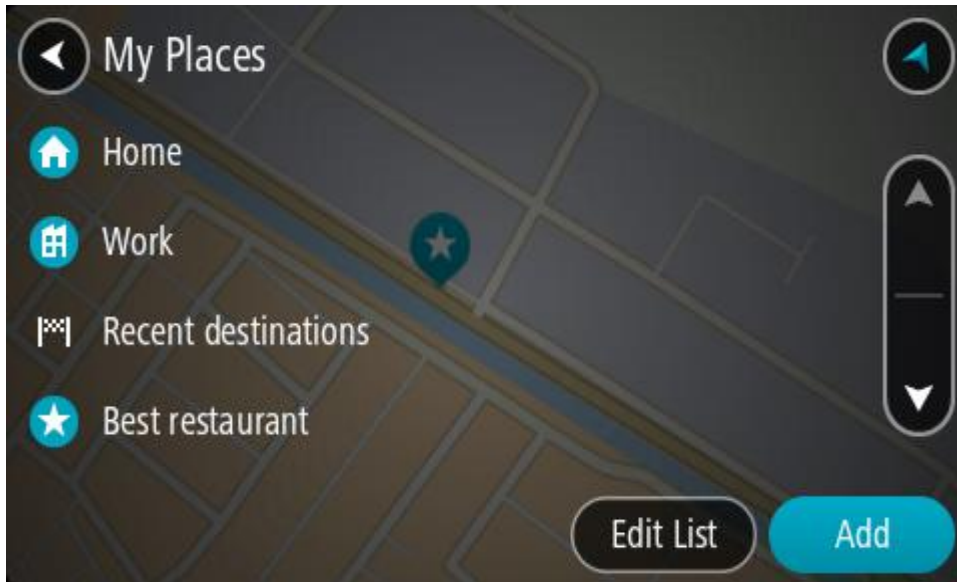 My Places
Home
Work
Recent destinations
Best restaurant
Edit List
Add